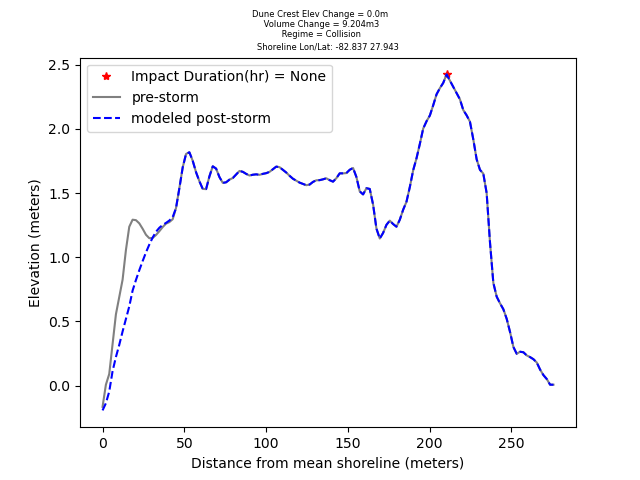 Dune Crest Elev Change = 0.0m
Volume Change = 9.204m3
Regime = Collision
Shoreline Lon/Lat: -82.837 27.943
Impact Duration(hr) = None
pre-storm
modeled post-storm
2.5
2.0
1.5
1.0
0.5
0.0
Elevation (meters)
0
50
100
150
200
250
Distance from mean shoreline (meters)